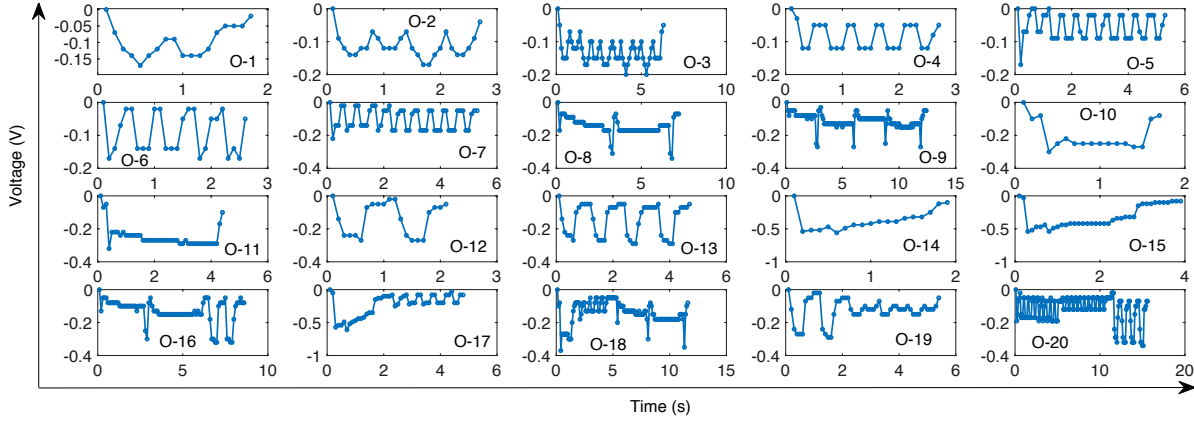 Voltage (V)
0 0 0 0 0
-0.05
O-2
-0.1 -0.1 -0.1 -0.1 -0.1
-0.15
O-1 O-3 O-4 O-5
-0.2 -0.2 -0.2 -0.2
0 1 2 0 1 2 3 0 5 10 0 1 2 3 0 2 4 6
0 0 0 0 0
O-10
-0.1 -0.2 -0.2 -0.2 -0.2
O-6 O-7 O-8 O-9
-0.2 -0.4 -0.4 -0.4 -0.4
0 1 2 3 0 2 4 6 0 5 10 0 5 10 15 0 1 2
0 0 0 0 0
-0.2 -0.2 -0.2 -0.5 -0.5
O-11 O-12 O-13 O-14 O-15
-0.4 -0.4 -0.4 -1 -1
0 2 4 6 0 1 2 3 0 2 4 6 0 1 2 0 2 4
0 0 0 0 0
-0.2 -0.5 -0.2 -0.2 -0.2
O-16 O-17 O-18 O-19 O-20
-0.4 -1 -0.4 -0.4 -0.4
0 5 10 0 2 4 6 0 5 10 15 0 2 4 6 0 5 10 15 20
Time (s)